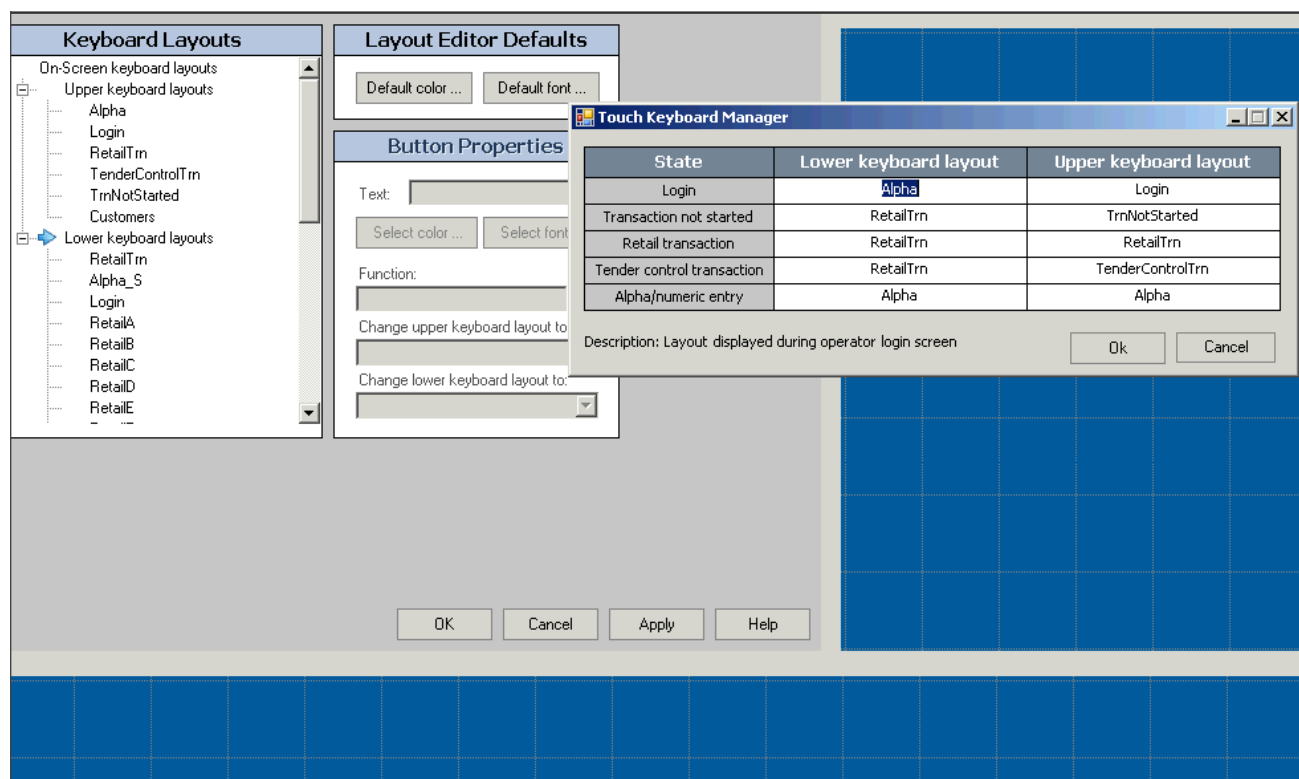 Keyboard Layouts
On-Screen keyboard layouts
Upper keyboard layouts
Alpha
Login
RetailTrn
TenderControlTrn
TrnNotStarted
Customers
Lower keyboard layouts
RetailTrn
Alpha_S
Login
RetailA
RetailB
RetailC
RetailD
RetailE
Layout Editor Defaults
Default color ... Default font ...
Button Properties
Text:
Select color ... Select font
Function:
Change upper keyboard layout to
Change lower keyboard layout to:
OK Cancel Apply Help
Touch Keyboard Manager
State Lower keyboard layout Upper keyboard layout
Login Alpha Login
Transaction not started RetailTrn TrnNotStarted
Retail transaction RetailTrn RetailTrn
Tender control transaction RetailTrn TenderControlTrn
Alpha/numeric entry Alpha Alpha
Description: Layout displayed during operator login screen
Ok Cancel